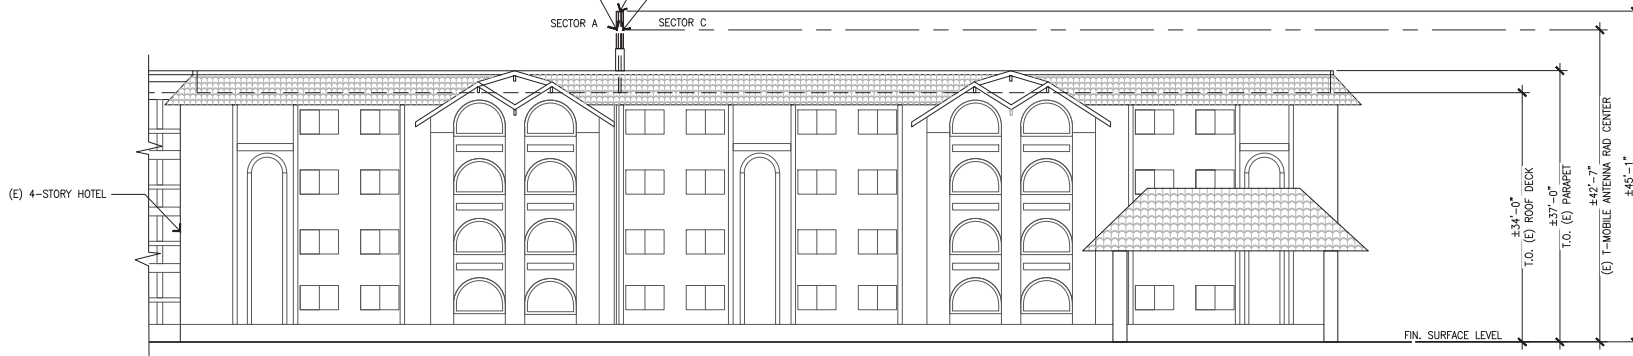 SECTOR A
SECTOR C
(E) 4-STORY HOTEL
±34'-0"
T.O. (E) ROOF DECK
±37'-0"
T.O. (E) PARAPET
±42'-7"
(E) T-MOBILE ANTENNA RAD CENTER
±45'-1"
FIN. SURFACE LEVEL